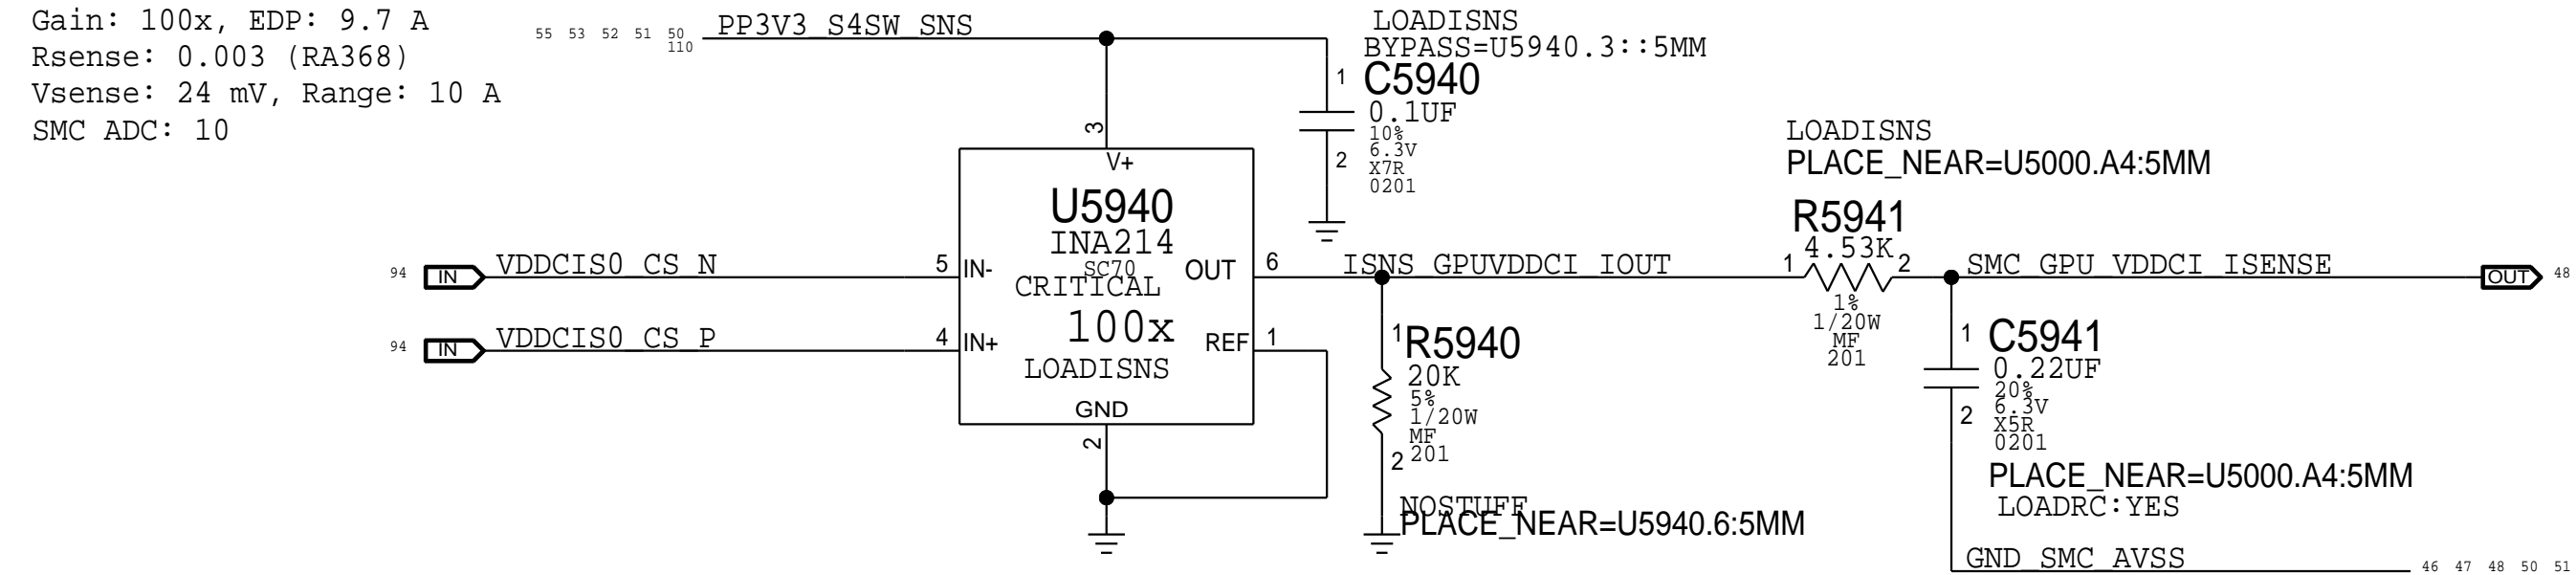 Gain: 100x, EDP: 9.7 A
Rsense: 0.003 (RA368)
Vsense: 24 mV, Range: 10 A
SMC ADC: 10
55 53 52 51 50
110
PP3V3_S4SW_SNS
LOADISNS
BYPASS=U5940.3::5MM
1
C5940
0.1UF
10%
6.3V
X7R
0201
2
3
V+
U5940
INA214
SC70
CRITICAL
100x
LOADISNS
GND
2
94 IN VDDCIS0_CS_N 5 IN-
94 IN VDDCIS0_CS_P 4 IN+
OUT 6 ISNS_GPUVDDCI_IOUT
REF 1
1
R5940
20K
5%
1/20W
MF
201
2
NOSTUFF
PLACE_NEAR=U5940.6:5MM
LOADISNS
PLACE_NEAR=U5000.A4:5MM
R5941
4.53K
1 2
1%
1/20W
MF
201
SMC_GPU_VDDCI_ISENSE OUT 48
1
C5941
0.22UF
20%
6.3V
X5R
0201
2
PLACE_NEAR=U5000.A4:5MM
LOADRC:YES
GND_SMC_AVSS 46 47 48 50 51